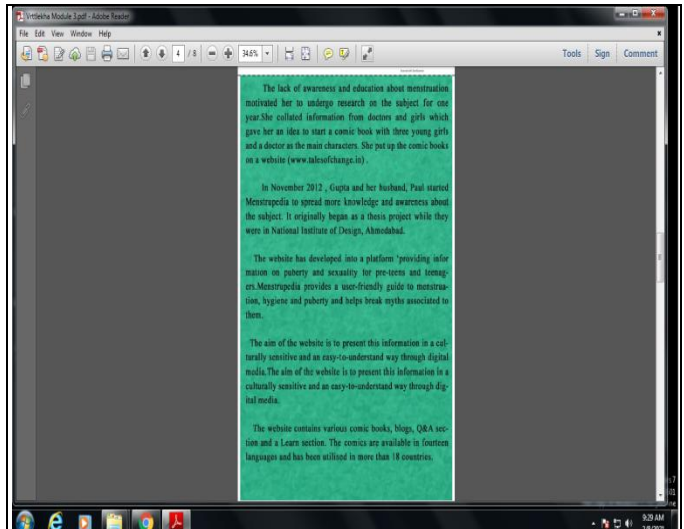 Vrttlekha Module 3.pdf - Adobe Reader
File Edit View Window Help
4 / 8 34.6% Tools Sign Comment
The lack of awareness and education about menstruation
motivated her to undergo research on the subject for one
year.She collated information from doctors and girls which
gave her an idea to start a comic book with three young girls
and a doctor as the main characters. She put up the comic books
on a website (www.talesofchange.in) .
In November 2012 , Gupta and her husband, Paul started
Menstrupedia to spread more knowledge and awareness about
the subject. It originally began as a thesis project while they
were in National Institute of Design, Ahmedabad.
The website has developed into a platform ‘providing infor
mation on puberty and sexuality for pre-teens and teenag-
ers.Menstrupedia provides a user-friendly guide to menstrua-
tion, hygiene and puberty and helps break myths associated to
them.
The aim of the website is to present this information in a cul-
turally sensitive and an easy-to-understand way through digital
media.The aim of the website is to present this information in a
culturally sensitive and an easy-to-understand way through dig-
ital media.
The website contains various comic books, blogs, Q&A sec-
tion and a Learn section. The comics are available in fourteen
languages and has been utilised in more than 18 countries.
9:29 AM